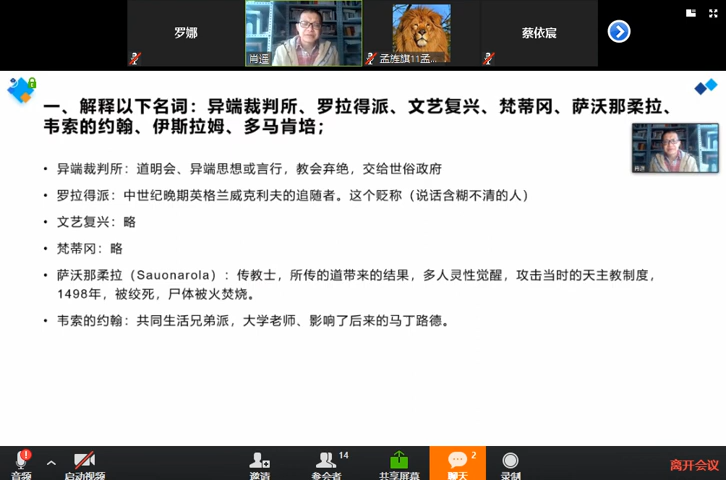 罗娜
肖遥
孟旌旗11孟...
蔡依宸
一、解释以下名词：异端裁判所、罗拉得派、文艺复兴、梵蒂冈、萨沃那柔拉、
韦索的约翰、伊斯拉姆、多马肯培；
• 异端裁判所：道明会、异端思想或言行，教会弃绝，交给世俗政府
• 罗拉得派：中世纪晚期英格兰威克利夫的追随者。这个贬称（说话含糊不清的人）
• 文艺复兴：略
• 梵蒂冈：略
• 萨沃那柔拉（Sauonarola）：传教士，所传的道带来的结果，多人灵性觉醒，攻击当时的天主教制度，
1498年，被绞死，尸体被火焚烧。
• 韦索的约翰：共同生活兄弟派，大学老师、影响了后来的马丁路德。
肖遥
音频
启动视频
邀请
14
参会者
共享屏幕
2
聊天
录制
离开会议